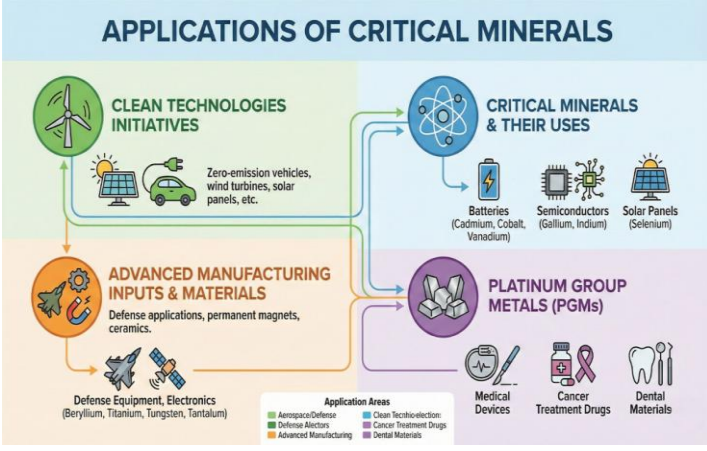 APPLICATIONS OF CRITICAL MINERALS
CLEAN TECHNOLOGIES
INITIATIVES
Zero-emission vehicles,
wind turbines, solar
panels, etc.
CRITICAL MINERALS
& THEIR USES
Batteries
(Cadmium, Cobalt,
Vanadium)
Semiconductors
(Gallium, Indium)
Solar Panels
(Selenium)
ADVANCED MANUFACTURING
INPUTS & MATERIALS
Defense applications, permanent magnets,
ceramics.
Defense Equipment, Electronics
(Beryllium, Titanium, Tungsten, Tantalum)
PLATINUM GROUP
METALS (PGMs)
Medical
Devices
Cancer
Treatment Drugs
Dental
Materials
Application Areas
Aerospace/Defense
Defense Alectors
Advanced Manufacturing
Clean Tecnhio-election:
Cancer Treatment Drugs
Dental Materials